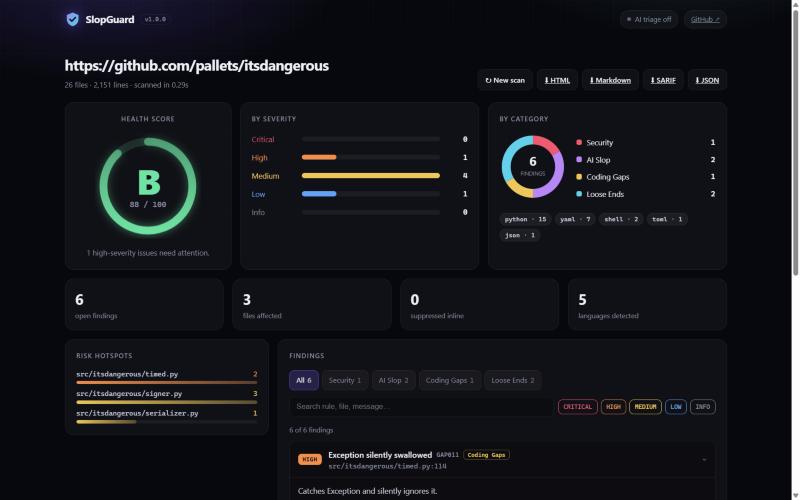 SlopGuard v1.0.0
AI triage off
GitHub ↗
https://github.com/pallets/itsdangerous
26 files · 2,151 lines · scanned in 0.29s
↻ New scan
⬇ HTML
⬇ Markdown
⬇ SARIF
⬇ JSON
HEALTH SCORE
B
88 / 100
1 high-severity issues need attention.
BY SEVERITY
Critical 0
High 1
Medium 4
Low 1
Info 0
BY CATEGORY
6
FINDINGS
Security 1
AI Slop 2
Coding Gaps 1
Loose Ends 2
python · 15 yaml · 7 shell · 2 toml · 1
json · 1
6
open findings
3
files affected
0
suppressed inline
5
languages detected
RISK HOTSPOTS
src/itsdangerous/timed.py 2
src/itsdangerous/signer.py 3
src/itsdangerous/serializer.py 1
FINDINGS
All 6 Security 1 AI Slop 2 Coding Gaps 1 Loose Ends 2
Search rule, file, message…
CRITICAL HIGH MEDIUM LOW INFO
6 of 6 findings
HIGH Exception silently swallowed GAP011 Coding Gaps
src/itsdangerous/timed.py:114
Catches Exception and silently ignores it.